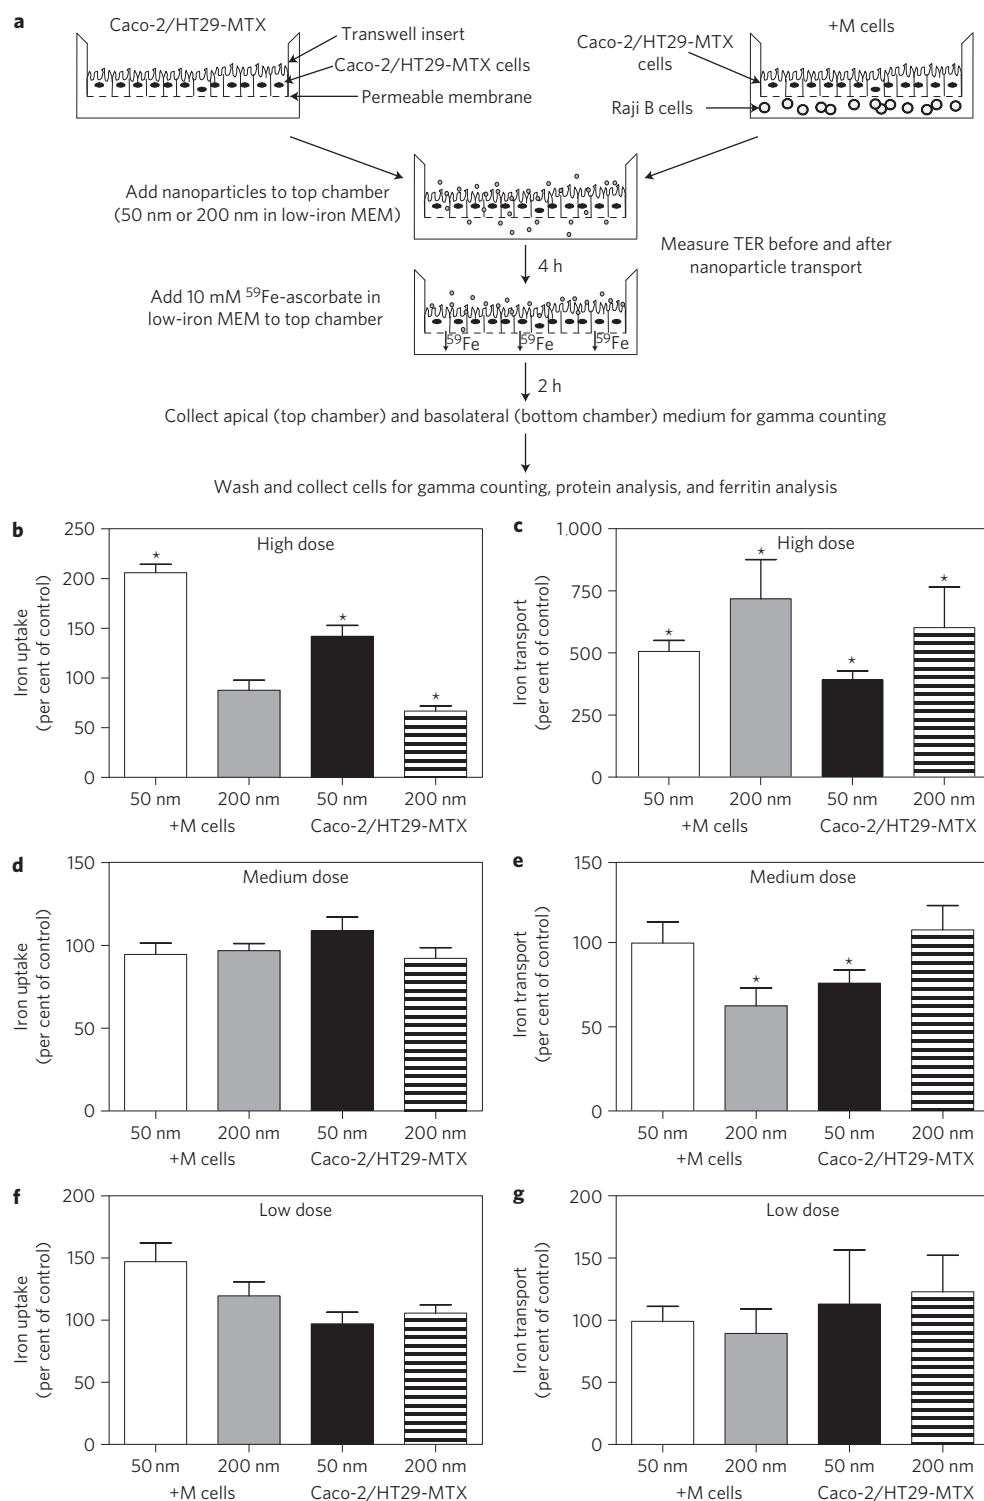 a
Caco-2/HT29-MTX
Transwell insert
Caco-2/HT29-MTX cells
Permeable membrane
+M cells
Caco-2/HT29-MTX
cells
Raji B cells
Add nanoparticles to top chamber
(50 nm or 200 nm in low-iron MEM)
Measure TER before and after
nanoparticle transport
4 h
Add 10 mM ⁵⁹Fe-ascorbate in
low-iron MEM to top chamber
⁵⁹Fe ⁵⁹Fe ⁵⁹Fe
2 h
Collect apical (top chamber) and basolateral (bottom chamber) medium for gamma counting
Wash and collect cells for gamma counting, protein analysis, and ferritin analysis
b
High dose
Iron uptake
(per cent of control)
250
200
150
100
50
0
* * *
50 nm 200 nm 50 nm 200 nm
+M cells Caco-2/HT29-MTX
c
High dose
Iron transport
(per cent of control)
1,000
750
500
250
0
* * * *
50 nm 200 nm 50 nm 200 nm
+M cells Caco-2/HT29-MTX
d
Medium dose
Iron uptake
(per cent of control)
150
100
50
0
50 nm 200 nm 50 nm 200 nm
+M cells Caco-2/HT29-MTX
e
Medium dose
Iron transport
(per cent of control)
150
100
50
0
* *
50 nm 200 nm 50 nm 200 nm
+M cells Caco-2/HT29-MTX
f
Low dose
Iron uptake
(per cent of control)
200
150
100
50
0
50 nm 200 nm 50 nm 200 nm
+M cells Caco-2/HT29-MTX
g
Low dose
Iron transport
(per cent of control)
200
150
100
50
0
50 nm 200 nm 50 nm 200 nm
+M cells Caco-2/HT29-MTX